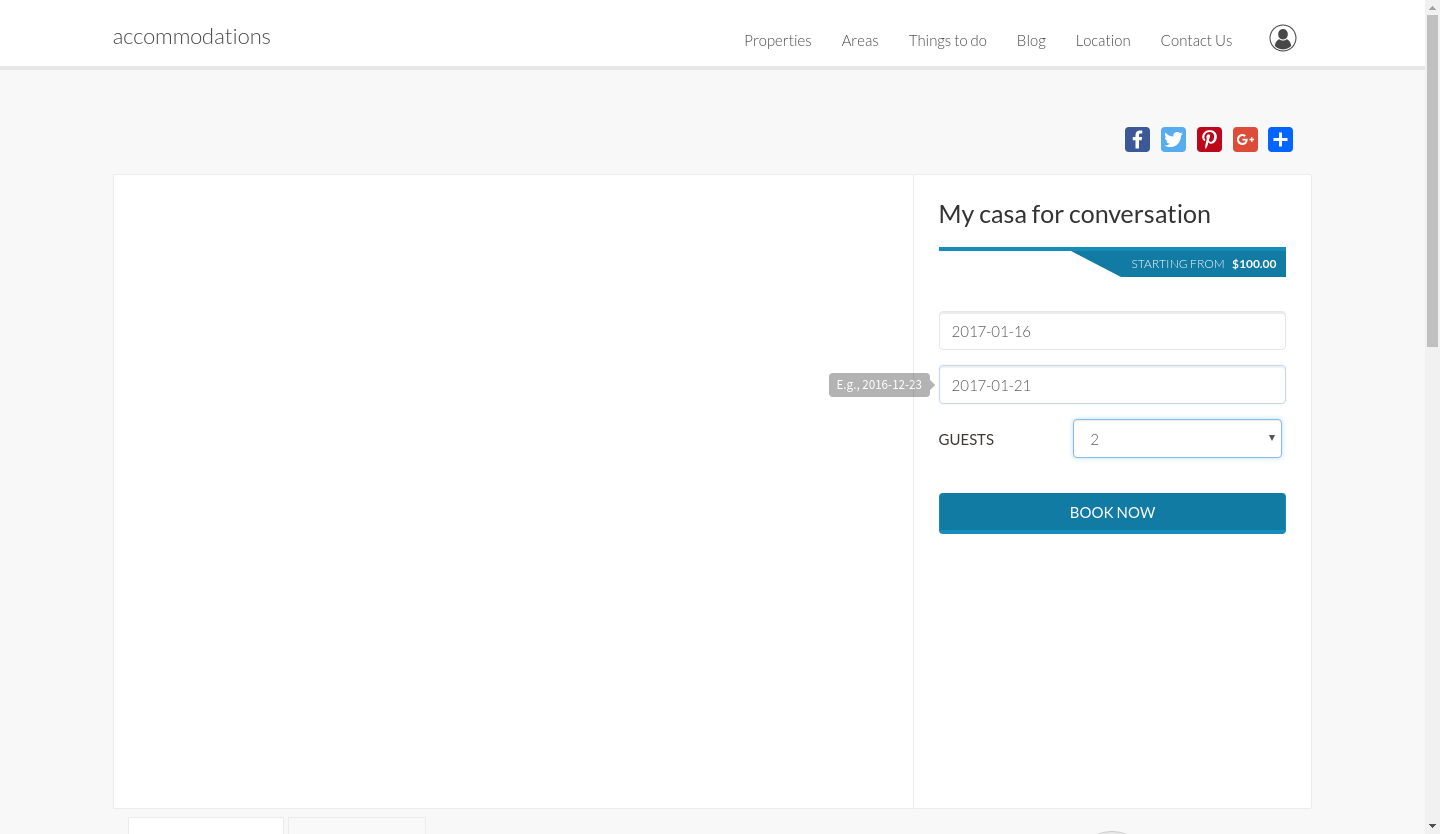 accommodations
Properties Areas Things to do Blog Location Contact Us
My casa for conversation
STARTING FROM $100.00
2017-01-16
E.g., 2016-12-23
2017-01-21
GUESTS
2
BOOK NOW